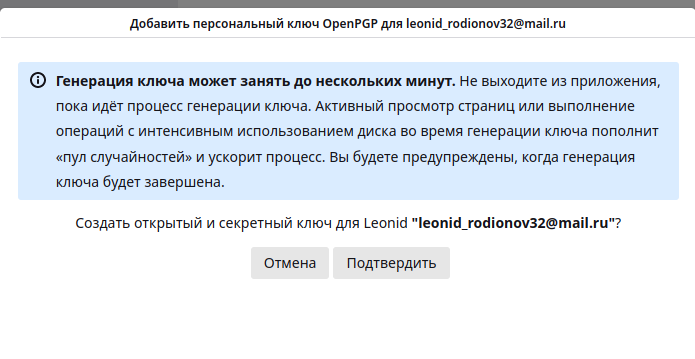 Добавить персональный ключ OpenPGP для leonid_rodionov32@mail.ru
Генерация ключа может занять до нескольких минут. Не выходите из приложения,
пока идёт процесс генерации ключа. Активный просмотр страниц или выполнение
операций с интенсивным использованием диска во время генерации ключа пополнит
«пул случайностей» и ускорит процесс. Вы будете предупреждены, когда генерация
ключа будет завершена.
Создать открытый и секретный ключ для Leonid "leonid_rodionov32@mail.ru"?
Отмена
Подтвердить